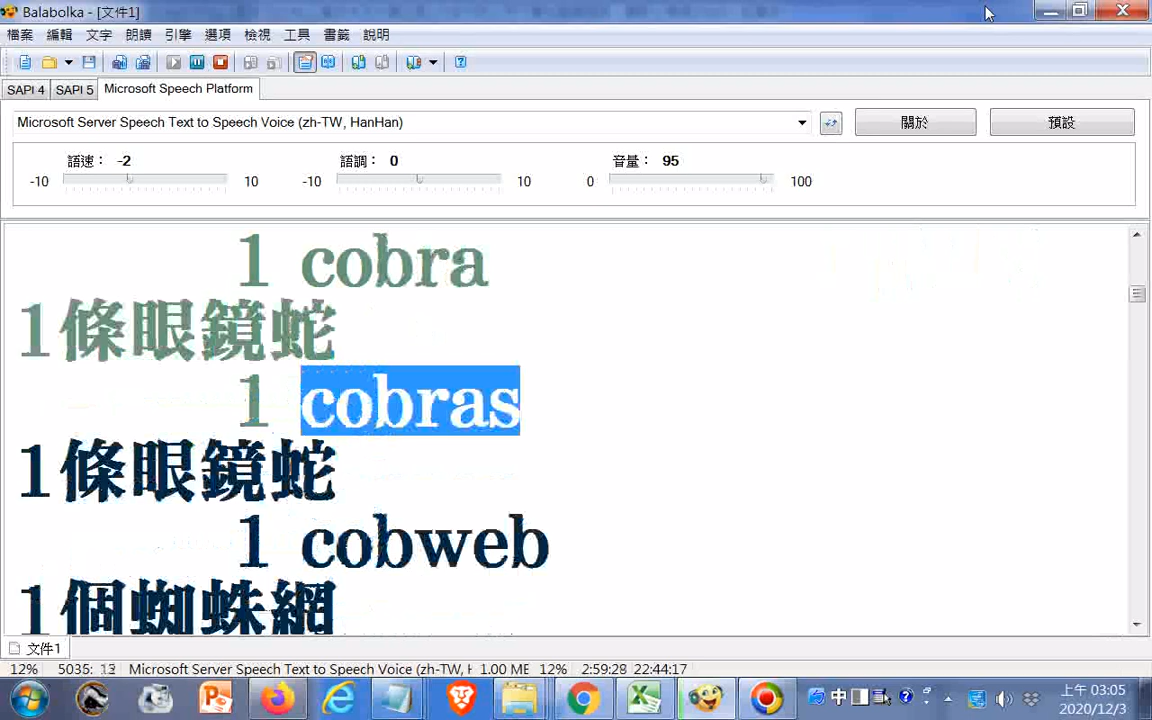 Balabolka - [文件1]
檔案 編輯 文字 朗讀 引擎 選項 檢視 工具 書籤 說明
SAPI 4 SAPI 5 Microsoft Speech Platform
Microsoft Server Speech Text to Speech Voice (zh-TW, HanHan) 關於 預設
語速： -2 語調： 0 音量： 95
-10 10 -10 10 0 100
1 cobra
1條眼鏡蛇
1 cobras
1條眼鏡蛇
1 cobweb
1個蜘蛛網
文件1
12% 5035: 13 Microsoft Server Speech Text to Speech Voice (zh-TW, H 1.00 ME 12% 2:59:28 22:44:17
中 上午 03:05
2020/12/3